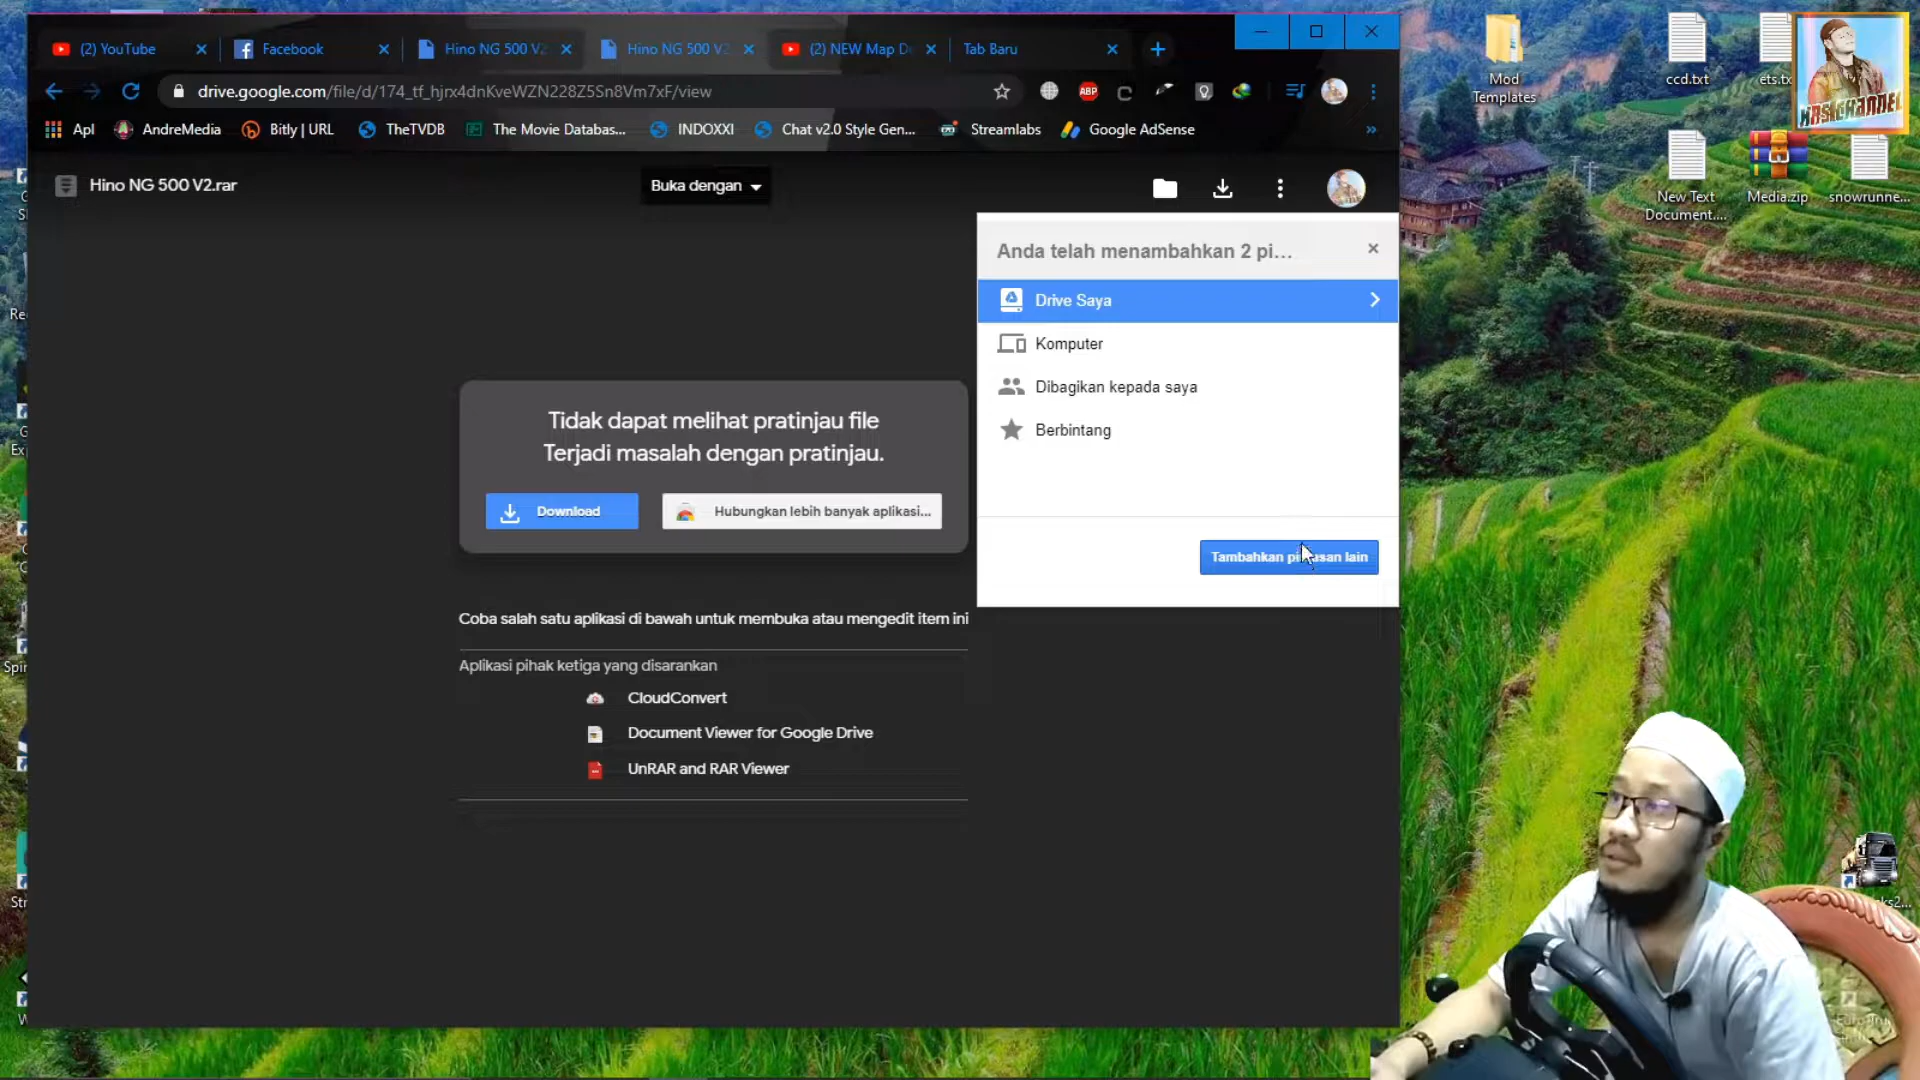 (2) YouTube
Facebook
Hino NG 500 V2
Hino NG 500 V2
(2) NEW Map D
Tab Baru
drive.google.com/file/d/174_tf_hjrx4dnKveWZN228Z5Sn8Vm7xF/view
ABP
Apl
AndreMedia
Bitly | URL
TheTVDB
The Movie Databas...
INDOXXI
Chat v2.0 Style Gen...
Streamlabs
Google AdSense
»
Hino NG 500 V2.rar
Buka dengan
Anda telah menambahkan 2 pi...
Drive Saya
Komputer
Dibagikan kepada saya
Berbintang
Tambahkan lain
Tidak dapat melihat pratinjau file
Terjadi masalah dengan pratinjau.
Download
Hubungkan lebih banyak aplikasi...
Coba salah satu aplikasi di bawah untuk membuka atau mengedit item ini
Aplikasi pihak ketiga yang disarankan
CloudConvert
Document Viewer for Google Drive
UnRAR and RAR Viewer
Mod
Templates
ccd.txt
New Text
Document....
Media.zip
snowrunne...